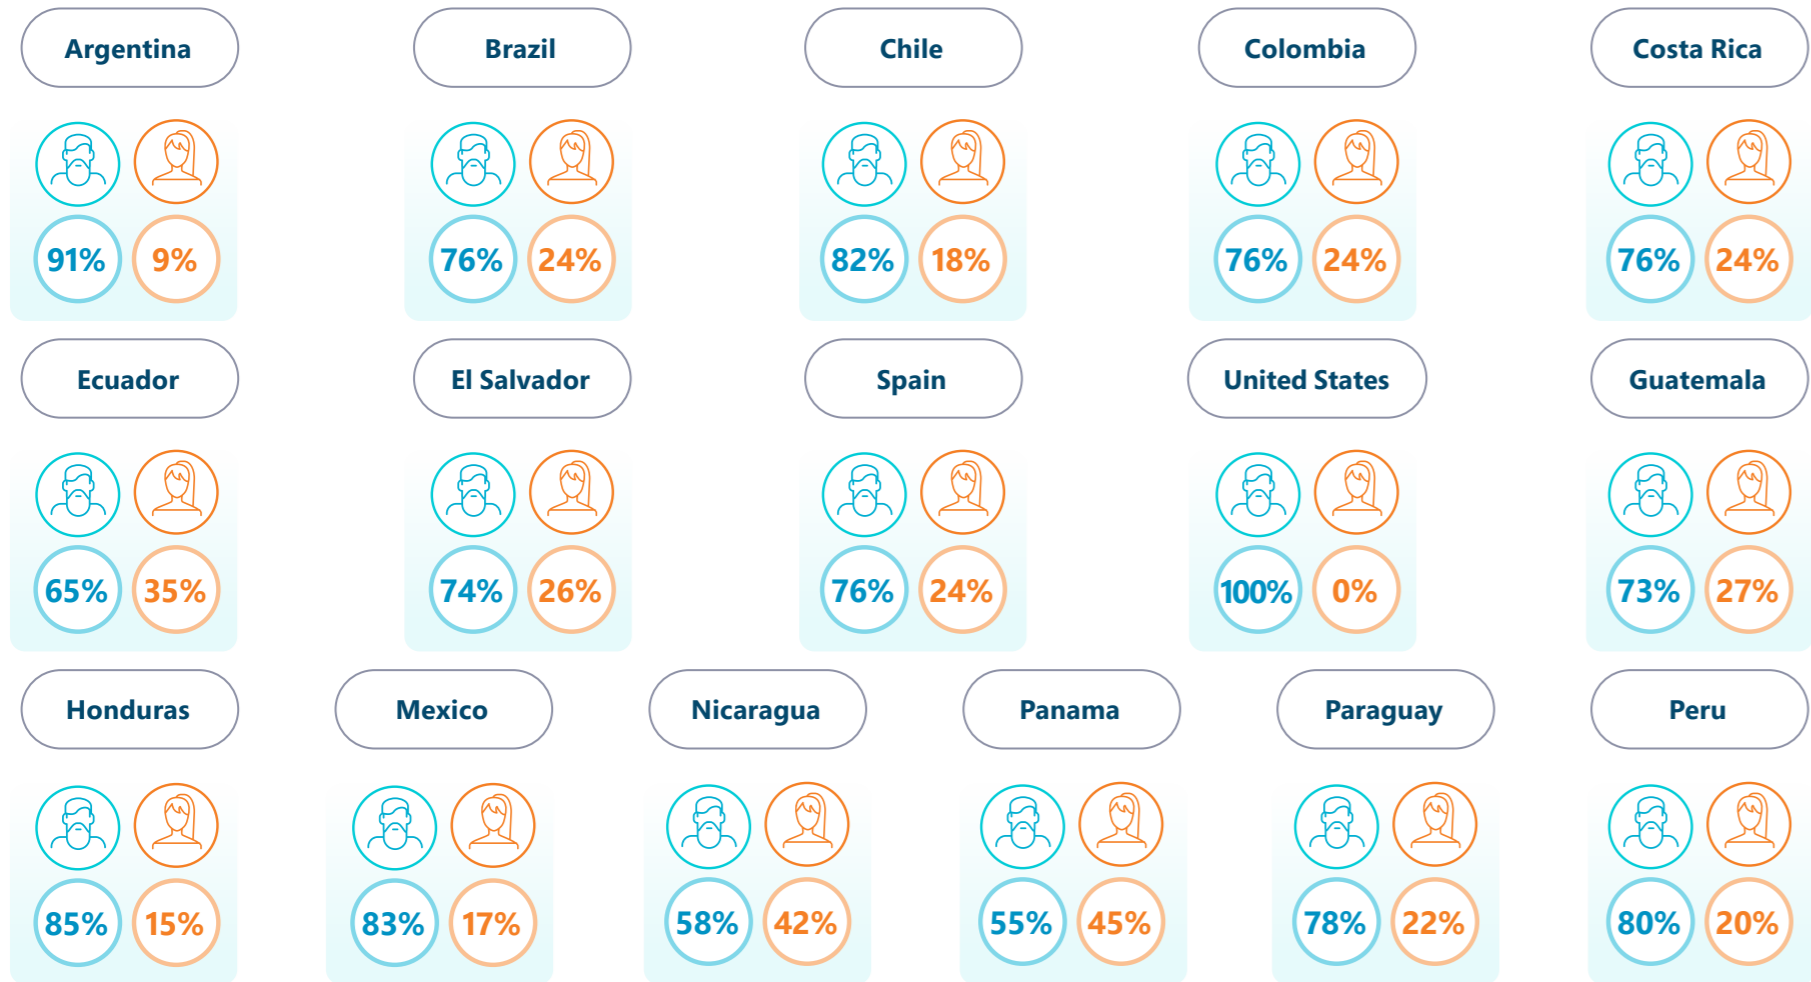 Argentina Brazil Chile Colombia Costa Rica
91% 9% 76% 24% 82% 18% 76% 24% 76% 24%
Ecuador El Salvador Spain United States Guatemala
65% 35% 74% 26% 76% 24% 100% 0% 73% 27%
Honduras Mexico Nicaragua Panama Paraguay Peru
85% 15% 83% 17% 58% 42% 55% 45% 78% 22% 80% 20%